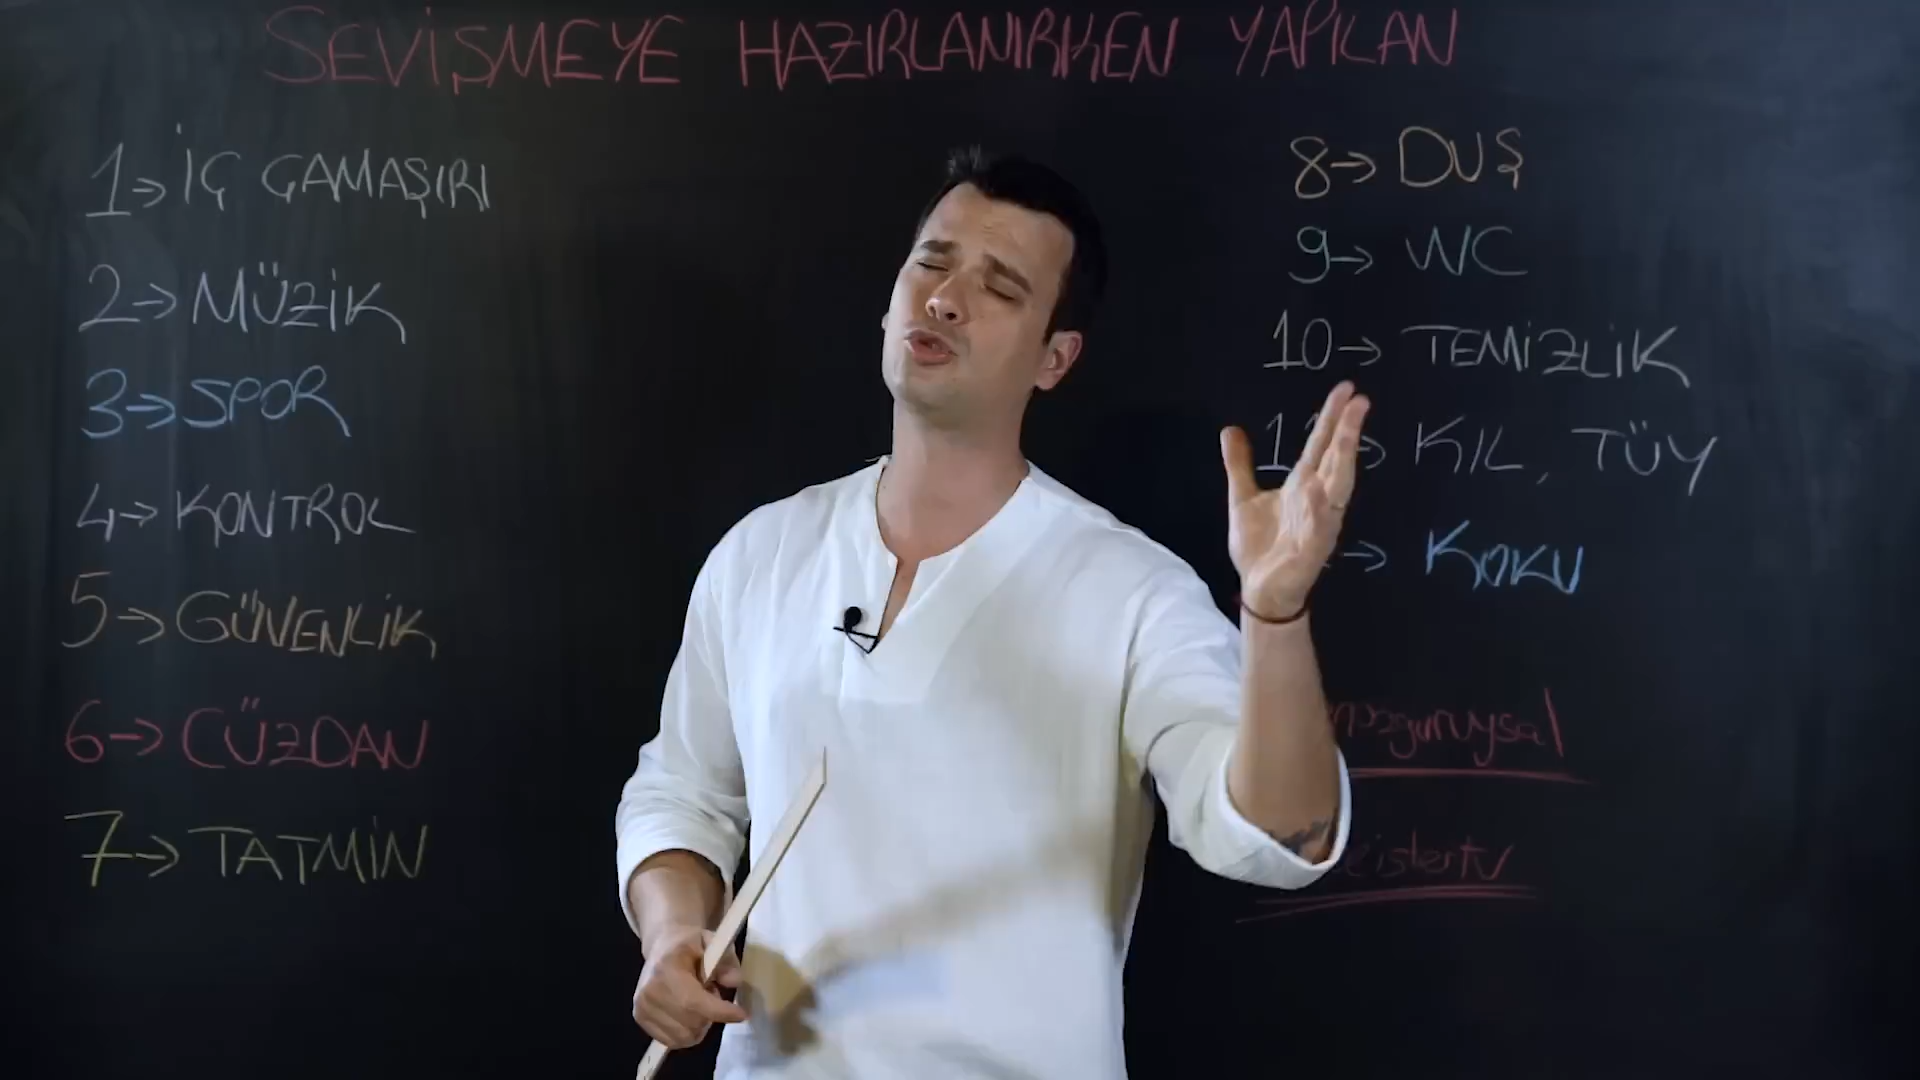 SEVİŞMEYE HAZIRLANIRKEN YAPILAN
1→ İÇ ÇAMAŞIRI
2→ MÜZİK
3→ SPOR
4→ KONTROL
5→ GÜVENLİK
6→ CÜZDAN
7→ TATMİN
8→ DUŞ
9→ WC
10→ TEMİZLİK
11→ KIL, TÜY
→ KOKU